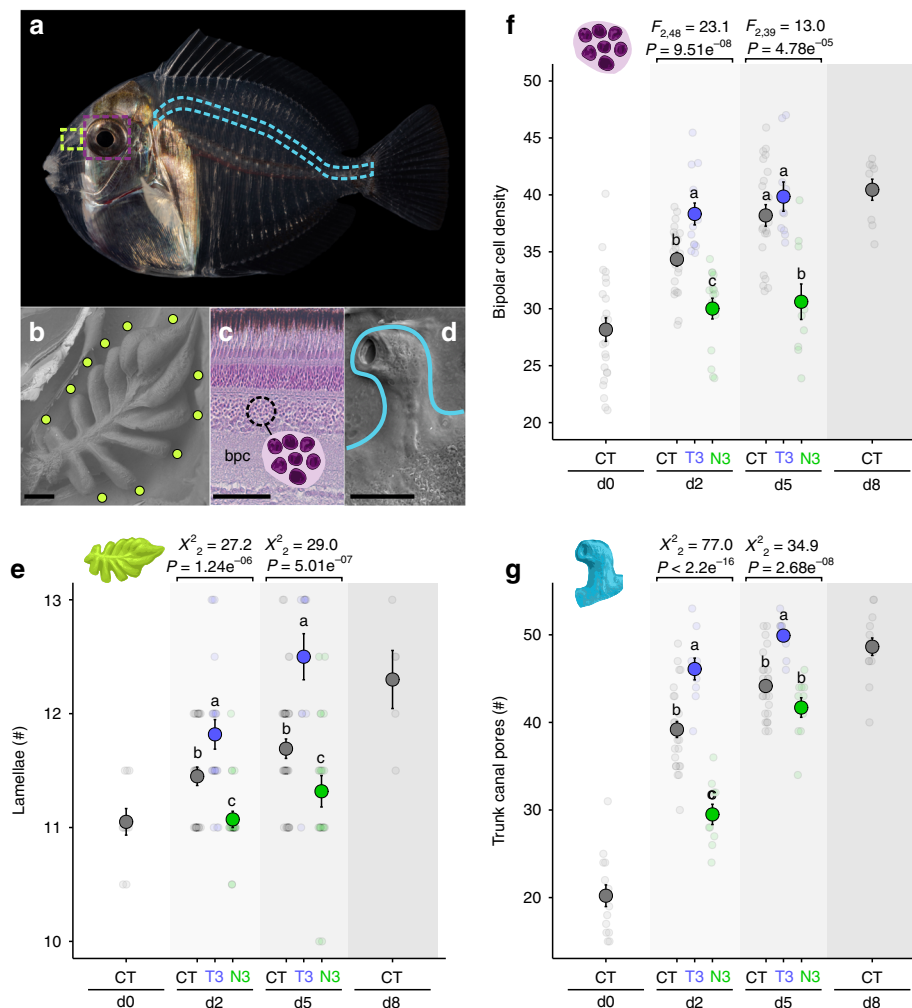 a
b
c
d
bpc
e
X²₂ = 27.2
P = 1.24e⁻⁰⁶
X²₂ = 29.0
P = 5.01e⁻⁰⁷
Lamellae (#)
13
12
11
10
a
b
c
a
b
c
CT
CT T3 N3
CT T3 N3
CT
d0
d2
d5
d8
f
F₂,₄₈ = 23.1
P = 9.51e⁻⁰⁸
F₂,₃₉ = 13.0
P = 4.78e⁻⁰⁵
Bipolar cell density
50
45
40
35
30
25
20
b
a
c
a
a
b
CT
CT T3 N3
CT T3 N3
CT
d0
d2
d5
d8
g
X²₂ = 77.0
P < 2.2e⁻¹⁶
X²₂ = 34.9
P = 2.68e⁻⁰⁸
Trunk canal pores (#)
50
40
30
20
b
a
c
b
a
b
CT
CT T3 N3
CT T3 N3
CT
d0
d2
d5
d8